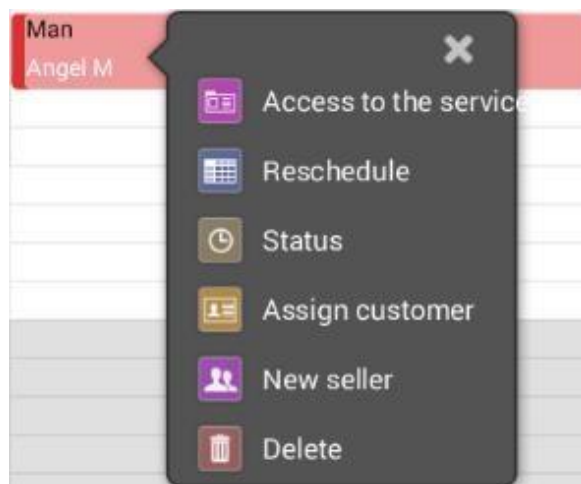 Man
Angel M
Access to the service
Reschedule
Status
Assign customer
New seller
Delete